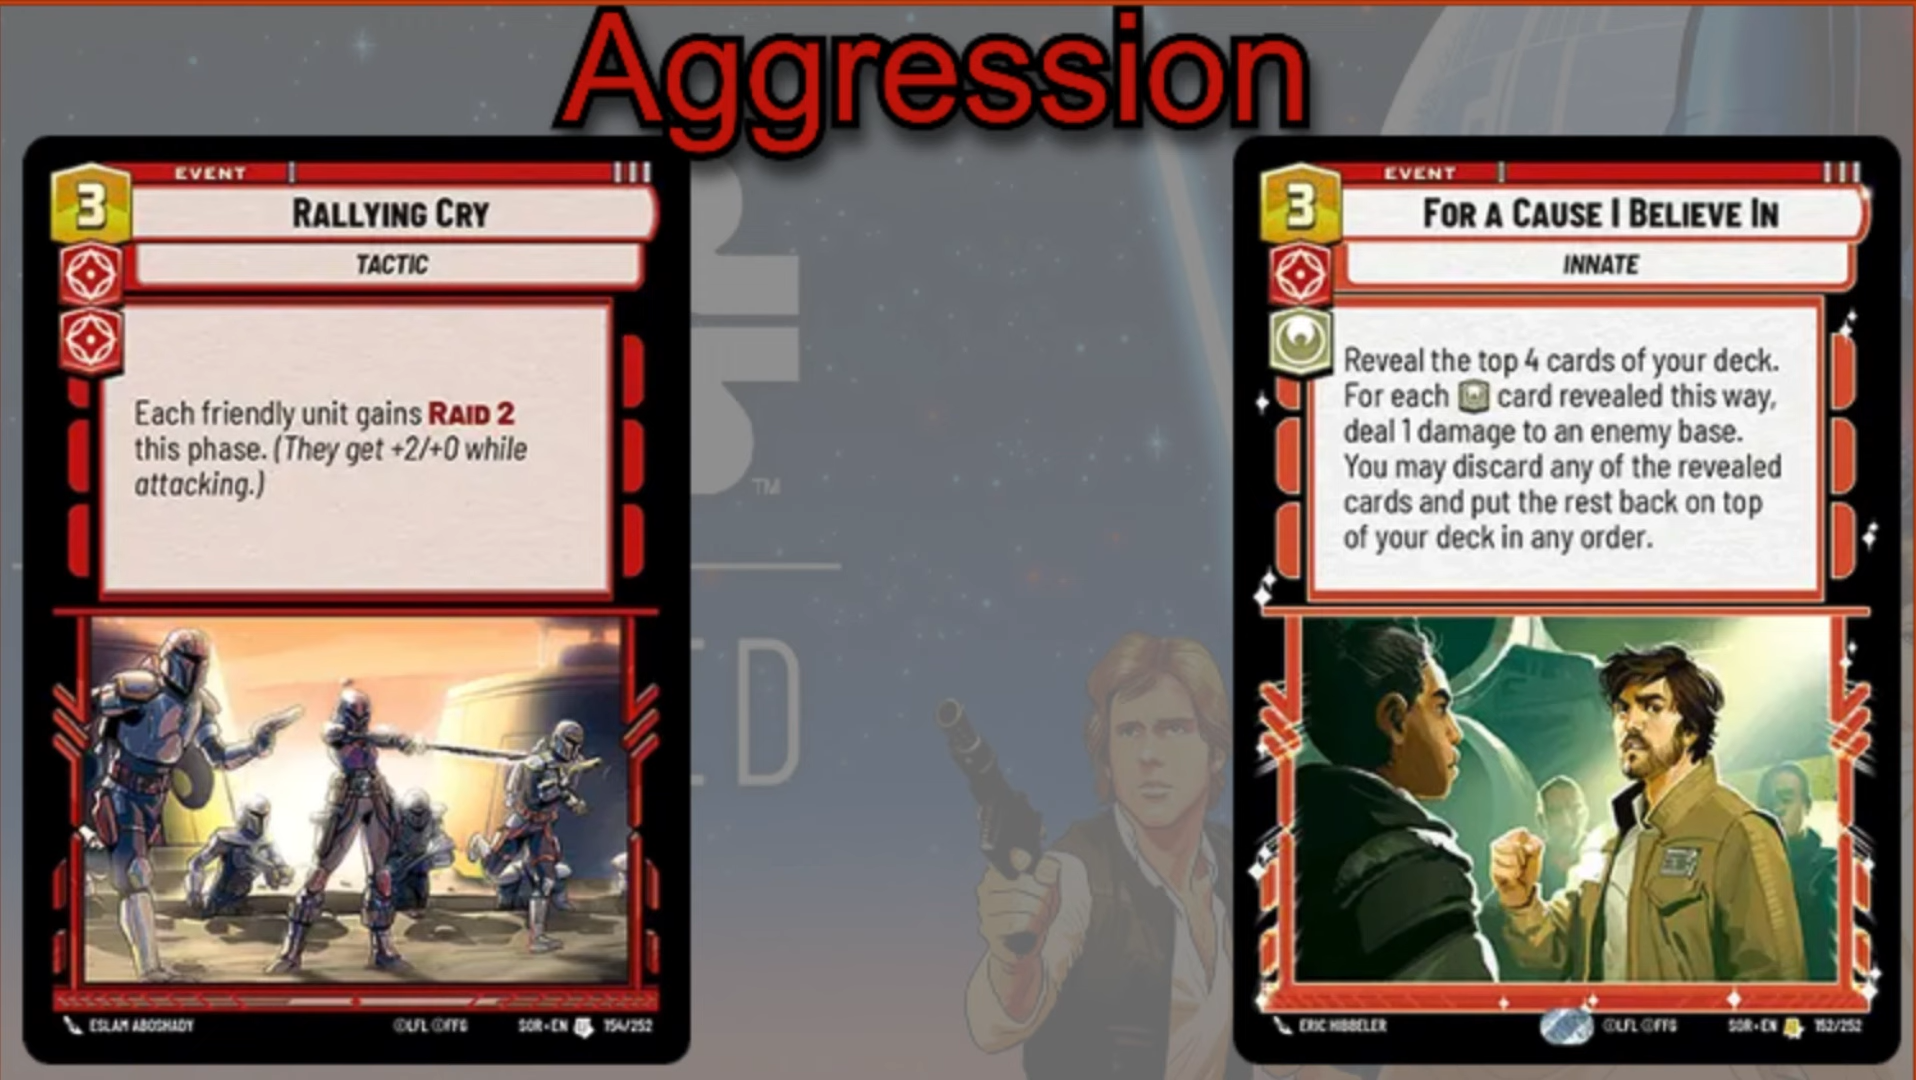 Aggression
EVENT
3
RALLYING CRY
TACTIC
Each friendly unit gains RAID 2
this phase. (They get +2/+0 while
attacking.)
ESLAM ABOSHADY
©LFL ©FFG
SOR•EN
154/252
TM
ED
EVENT
3
FOR A CAUSE I BELIEVE IN
INNATE
Reveal the top 4 cards of your deck.
For each card revealed this way,
deal 1 damage to an enemy base.
You may discard any of the revealed
cards and put the rest back on top
of your deck in any order.
ERIC HIBBELER
©LFL ©FFG
SOR•EN
152/252